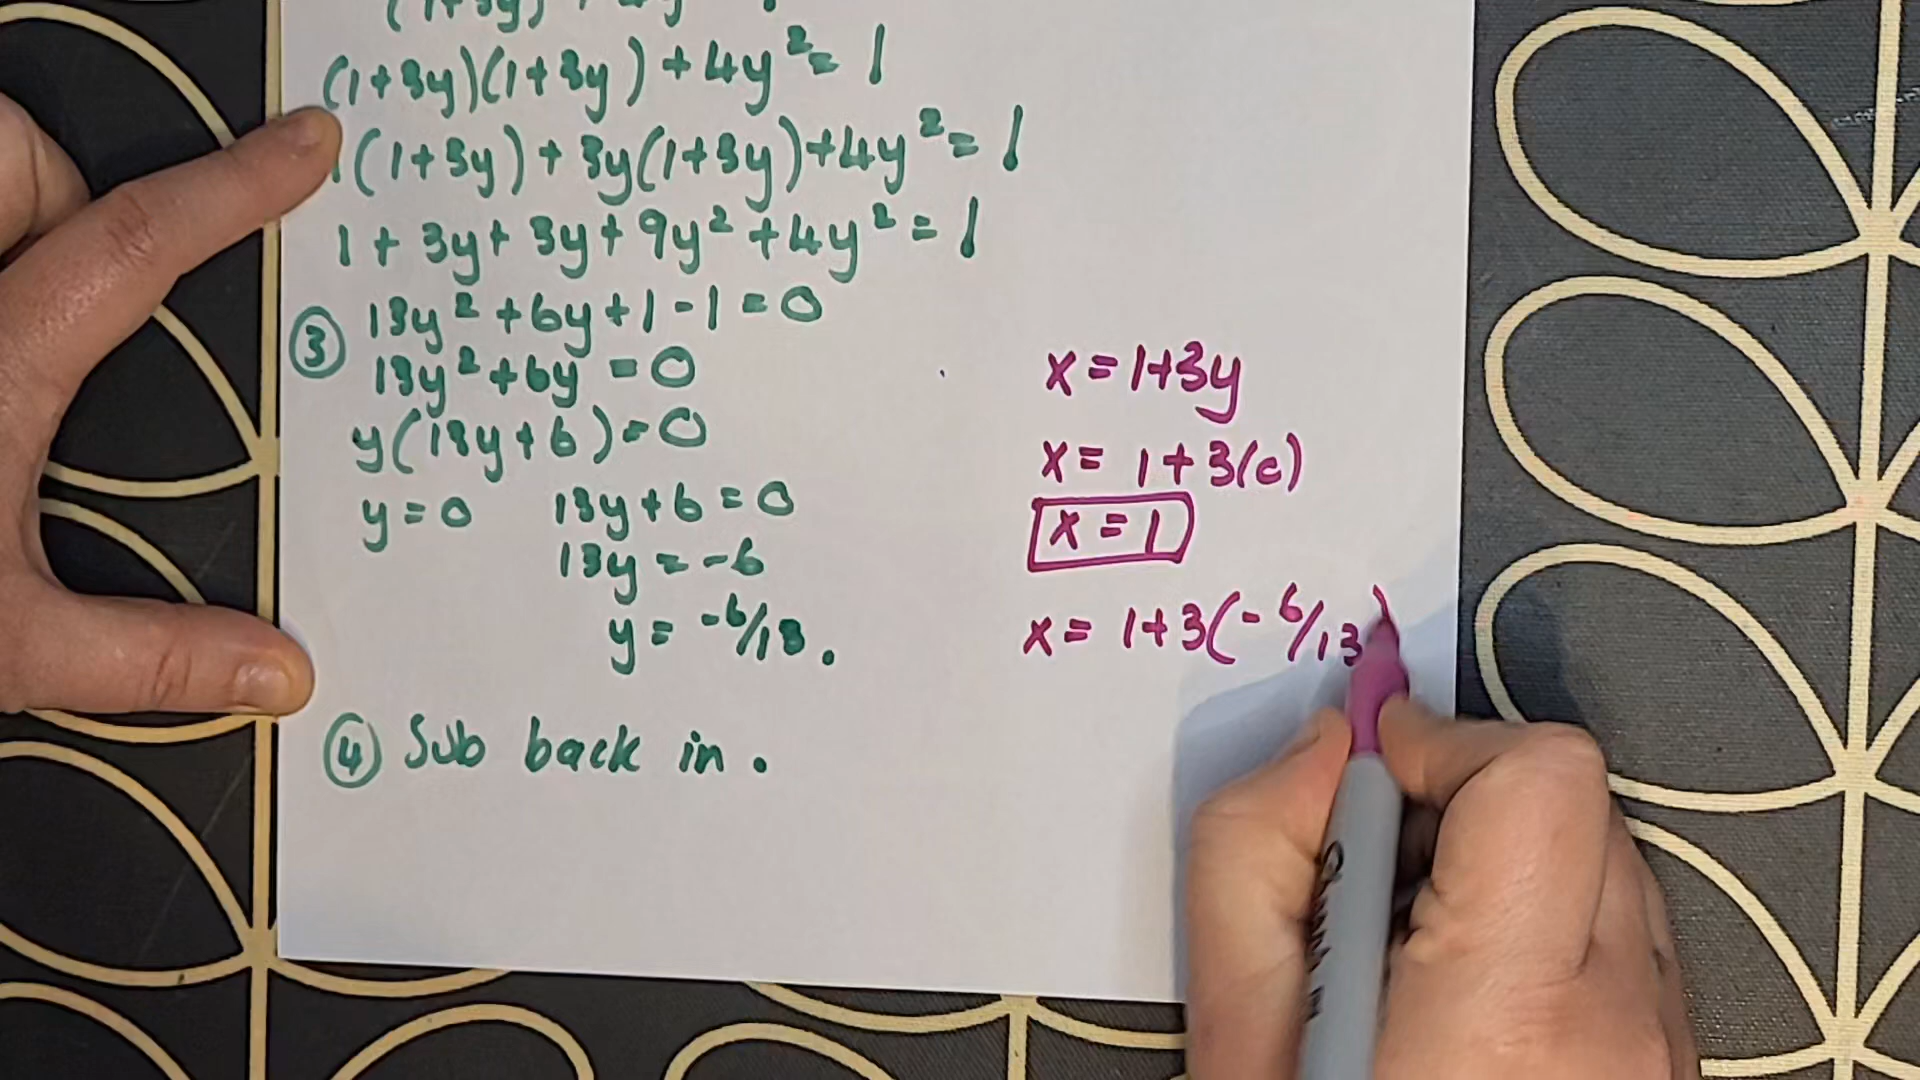 (1+3y)(1+3y) + 4y² = 1
1(1+3y) + 3y(1+3y) + 4y² = 1
1 + 3y + 3y + 9y² + 4y² = 1
③ 13y² + 6y + 1 - 1 = 0
13y² + 6y = 0
y(13y + 6) = 0
y = 0 13y + 6 = 0
13y = -6
y = -6/13.
④ Sub back in.
x = 1+3y
x = 1 + 3(0)
x = 1
x = 1+3(-6/13)